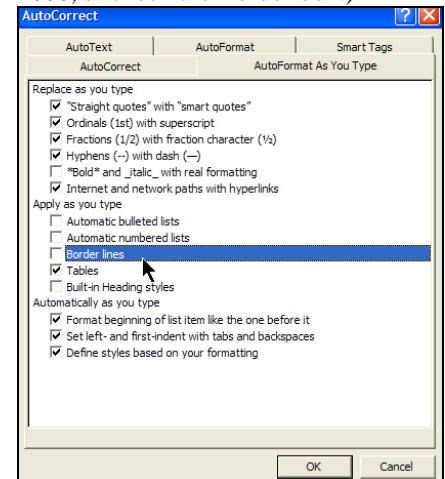 AutoCorrect
AutoText AutoFormat Smart Tags
AutoCorrect AutoFormat As You Type
Replace as you type
"Straight quotes" with “smart quotes”
Ordinals (1st) with superscript
Fractions (1/2) with fraction character (½)
Hyphens (--) with dash (—)
*Bold* and _italic_ with real formatting
Internet and network paths with hyperlinks
Apply as you type
Automatic bulleted lists
Automatic numbered lists
Border lines
Tables
Built-in Heading styles
Automatically as you type
Format beginning of list item like the one before it
Set left- and first-indent with tabs and backspaces
Define styles based on your formatting
OK Cancel